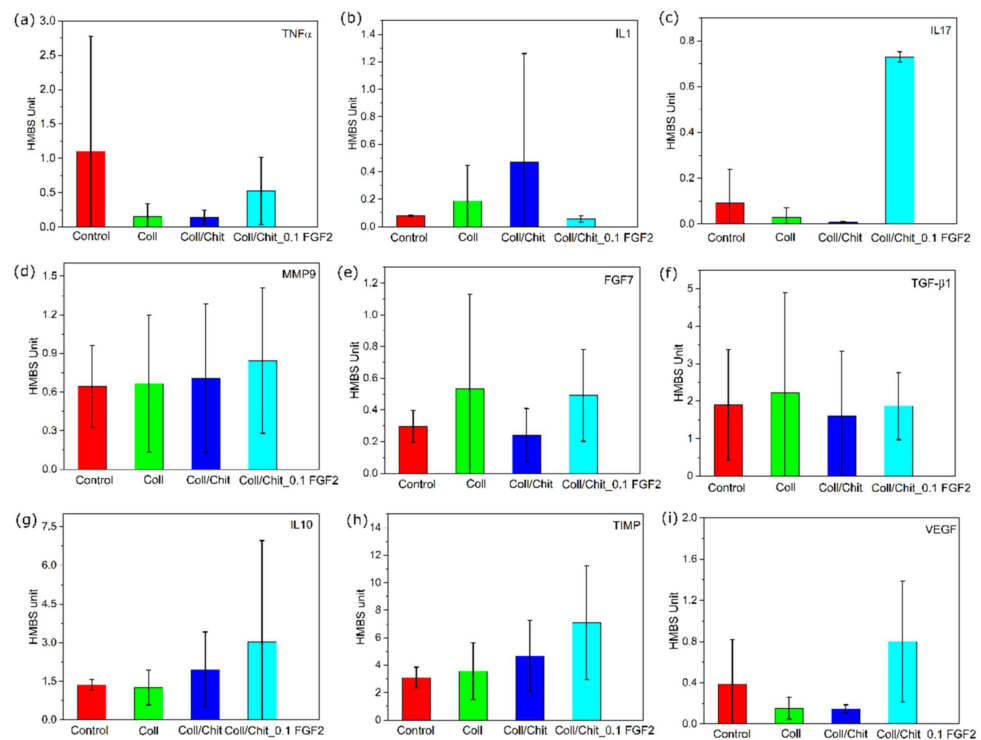 (a)
TNFα
HMBS Unit
3.0
2.5
2.0
1.5
1.0
0.5
0.0
Control Coll Coll/Chit Coll/Chit_0.1 FGF2
(b)
IL1
HMBS Unit
1.4
1.2
1.0
0.8
0.6
0.4
0.2
0.0
Control Coll Coll/Chit Coll/Chit_0.1 FGF2
(c)
IL17
HMBS Unit
0.8
0.6
0.4
0.2
0.0
Control Coll Coll/Chit Coll/Chit_0.1 FGF2
(d)
MMP9
HMBS Unit
1.5
1.2
0.9
0.6
0.3
0.0
Control Coll Coll/Chit Coll/Chit_0.1 FGF2
(e)
FGF7
HMBS Unit
1.2
1.0
0.8
0.6
0.4
0.2
0.0
Control Coll Coll/Chit Coll/Chit_0.1 FGF2
(f)
TGF-β1
HMBS Unit
5
4
3
2
1
0
Control Coll Coll/Chit Coll/Chit_0.1 FGF2
(g)
IL10
HMBS unit
7.5
6.0
4.5
3.0
1.5
0.0
Control Coll Coll/Chit Coll/Chit_0.1 FGF2
(h)
TIMP
HMBS unit
14
12
10
8
6
4
2
0
Control Coll Coll/Chit Coll/Chit_0.1 FGF2
(i)
VEGF
HMBS Unit
2.0
1.6
1.2
0.8
0.4
0.0
Control Coll Coll/Chit Coll/Chit_0.1 FGF2